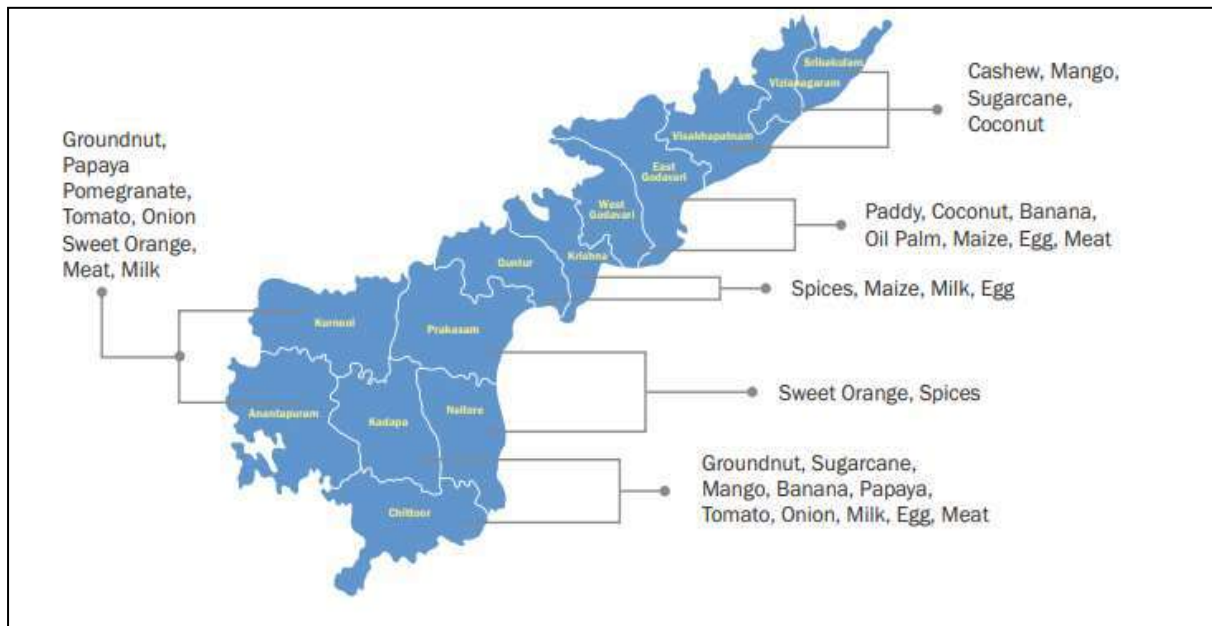 Groundnut,
Papaya
Pomegranate,
Tomato, Onion
Sweet Orange,
Meat, Milk
Srikakulam
Vizianagaram
Visakhapatnam
East
Godavari
West
Godavari
Krishna
Guntur
Kurnool
Prakasam
Anantapuram
Kadapa
Nellore
Chittoor
Cashew, Mango,
Sugarcane,
Coconut
Paddy, Coconut, Banana,
Oil Palm, Maize, Egg, Meat
Spices, Maize, Milk, Egg
Sweet Orange, Spices
Groundnut, Sugarcane,
Mango, Banana, Papaya,
Tomato, Onion, Milk, Egg, Meat